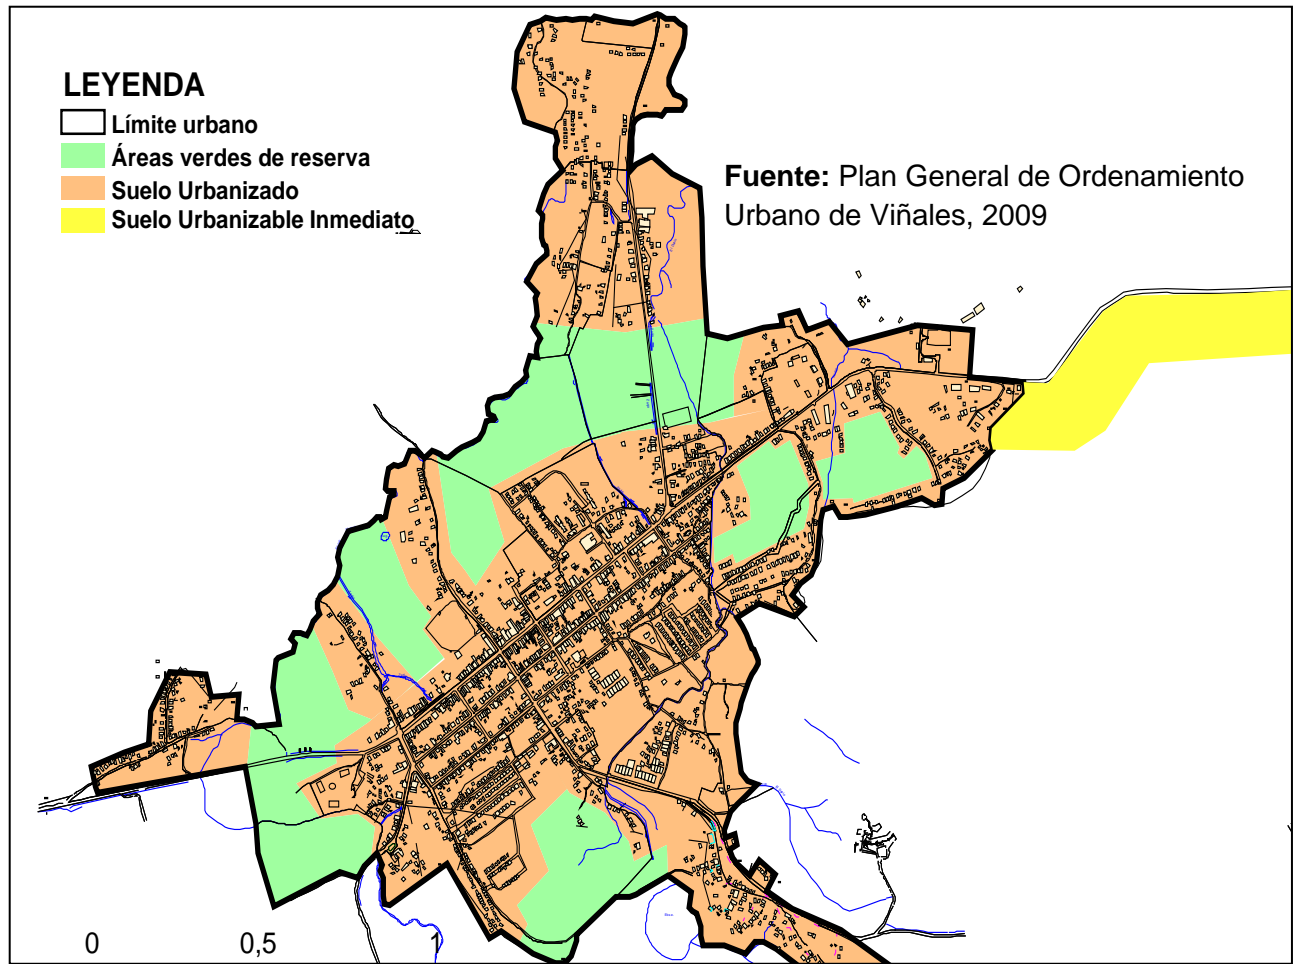 LEYENDA
Límite urbano
Áreas verdes de reserva
Suelo Urbanizado
Suelo Urbanizable Inmediato
Fuente: Plan General de Ordenamiento
Urbano de Viñales, 2009
0 0,5 1